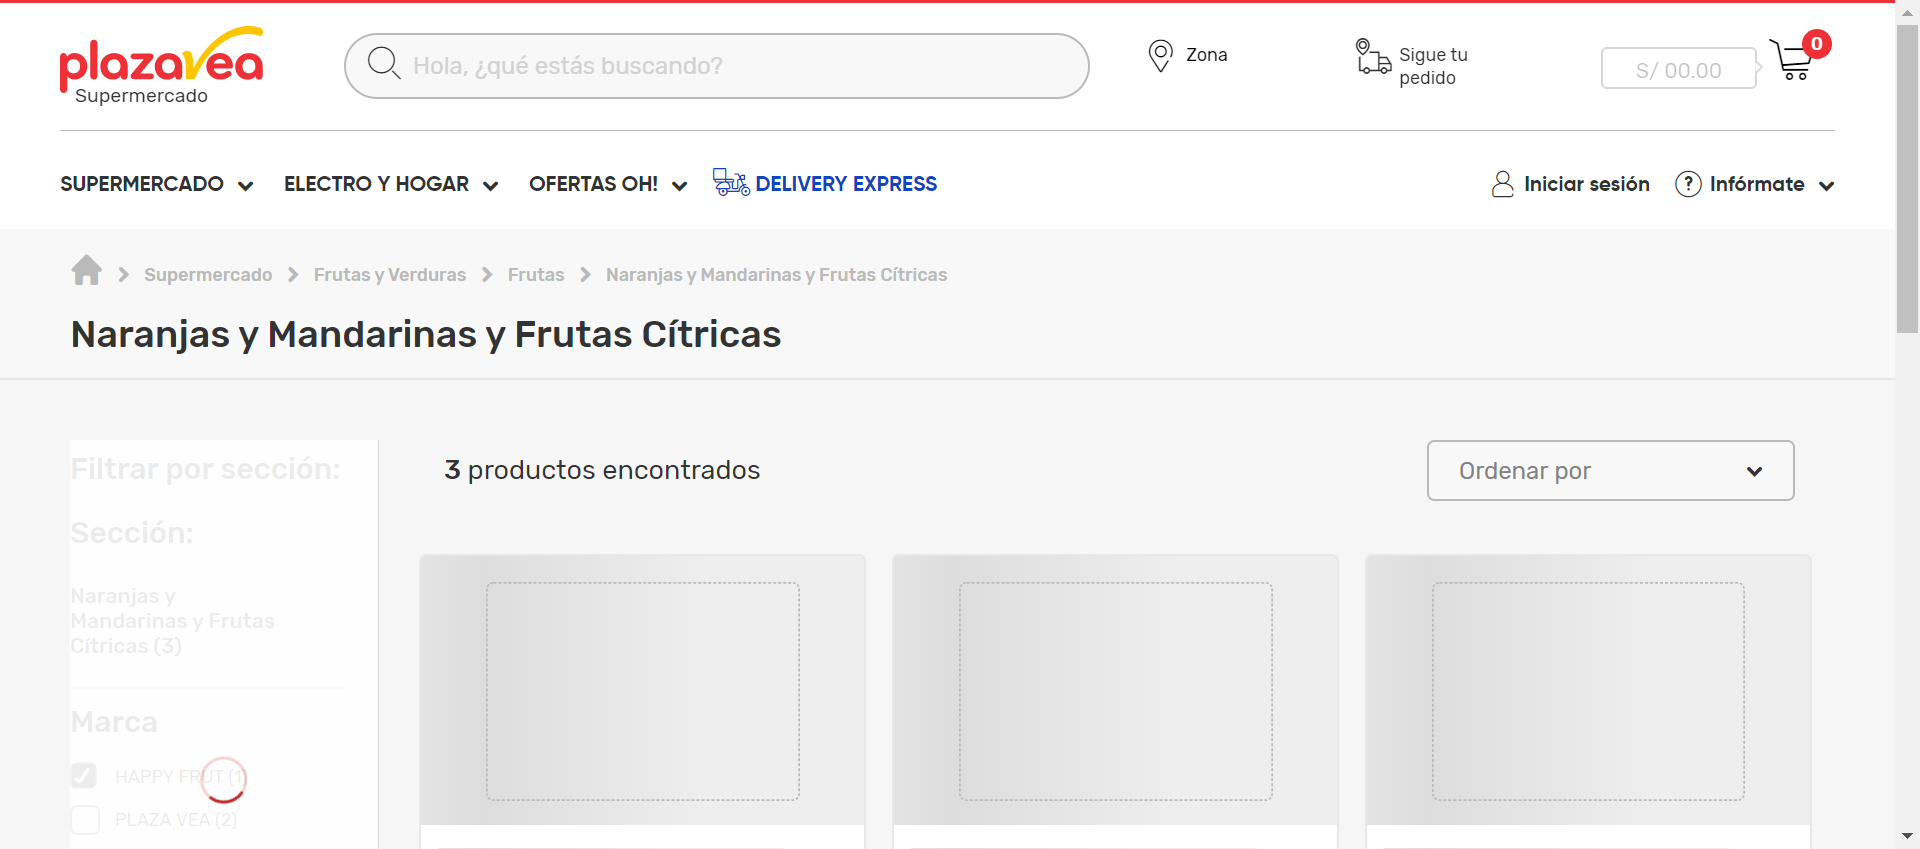 plazavea
Supermercado
Hola, ¿qué estás buscando?
Zona
Sigue tu
pedido
S/ 00.00
0
SUPERMERCADO
ELECTRO Y HOGAR
OFERTAS OH!
DELIVERY EXPRESS
Iniciar sesión
? Infórmate
Supermercado
Frutas y Verduras
Frutas
Naranjas y Mandarinas y Frutas Cítricas
Naranjas y Mandarinas y Frutas Cítricas
Filtrar por sección:
Sección:
Naranjas y
Mandarinas y Frutas
Cítricas (3)
Marca
HAPPY FRUT (1)
PLAZA VEA (2)
3 productos encontrados
Ordenar por